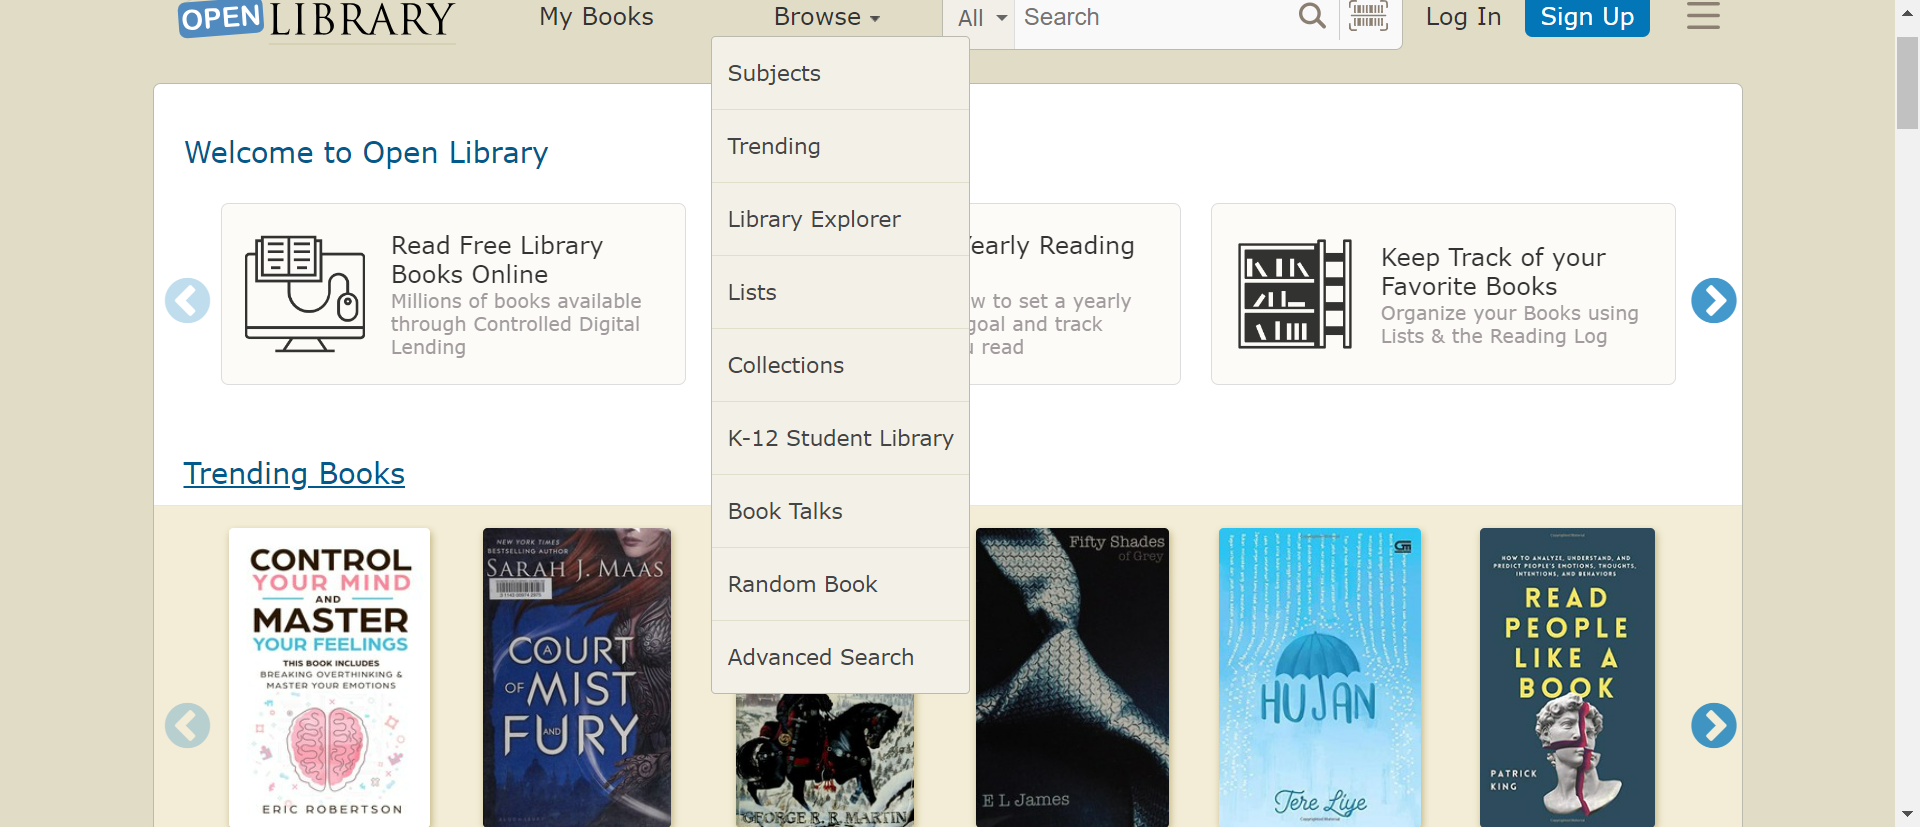 OPEN LIBRARY
My Books
Browse
All
Search
Log In
Sign Up
Subjects
Trending
Library Explorer
Lists
Collections
K-12 Student Library
Book Talks
Random Book
Advanced Search
Welcome to Open Library
Read Free Library
Books Online
Millions of books available
through Controlled Digital
Lending
Yearly Reading
to set a yearly
goal and track
read
Keep Track of your
Favorite Books
Organize your Books using
Lists & the Reading Log
Trending Books
CONTROL
YOUR MIND
AND
MASTER
YOUR FEELINGS
THIS BOOK INCLUDES
BREAKING OVERTHINKING &
MASTER YOUR EMOTIONS
ERIC ROBERTSON
NEW YORK TIMES
BESTSELLING AUTHOR
SARAH J. MAAS
A
COURT
OF MIST
AND
FURY
BLOOMSBURY
GEORGE R. R. MARTIN
Fifty Shades
of Grey
E L James
GM
HUJAN
Tere Liye
HOW TO ANALYZE, UNDERSTAND, AND
PREDICT PEOPLE'S EMOTIONS, THOUGHTS,
INTENTIONS, AND BEHAVIORS
READ
PEOPLE
LIKE A
BOOK
PATRICK
KING